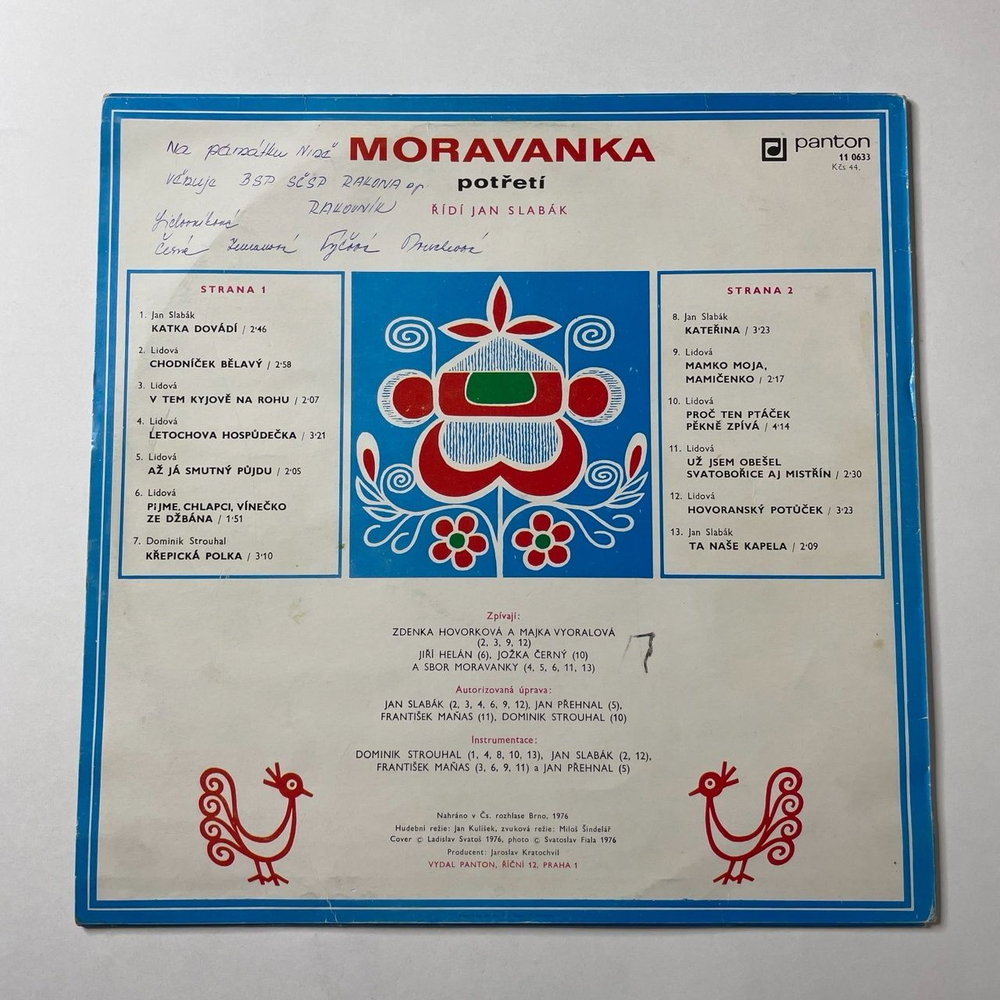 MORAVANKA
potřetí
ŘÍDÍ JAN SLABÁK
panton
11 0633
Kčs 44,
Na památku Nině
věnuje BSP SČSP RAKONA
RAKOVNÍK
Černá
STRANA 1
1. Jan Slabák
KATKA DOVÁDÍ / 2·46
2. Lidová
CHODNÍČEK BĚLAVÝ / 2·58
3. Lidová
V TEM KYJOVĚ NA ROHU / 2·07
4. Lidová
LETOCHOVA HOSPŮDEČKA / 3·21
5. Lidová
AŽ JÁ SMUTNÝ PŮJDU / 2·05
6. Lidová
PIJME, CHLAPCI, VÍNEČKO
ZE DŽBÁNA / 1·51
7. Dominik Strouhal
KŘEPICKÁ POLKA / 3·10
STRANA 2
8. Jan Slabák
KATEŘINA / 3·23
9. Lidová
MAMKO MOJA,
MAMIČENKO / 2·17
10. Lidová
PROČ TEN PTÁČEK
PĚKNĚ ZPÍVÁ / 4·14
11. Lidová
UŽ JSEM OBEŠEL
SVATOBOŘICE AJ MISTŘÍN / 2·30
12. Lidová
HOVORANSKÝ POTŮČEK / 3·23
13. Jan Slabák
TA NAŠE KAPELA / 2·09
Zpívají:
ZDENKA HOVORKOVÁ A MAJKA VYORALOVÁ
(2, 3, 9, 12)
JIŘÍ HELÁN (6), JOŽKA ČERNÝ (10)
A SBOR MORAVANKY (4, 5, 6, 11, 13)
Autorizovaná úprava:
JAN SLABÁK (2, 3, 4, 6, 9, 12), JAN PŘEHNAL (5),
FRANTIŠEK MAŇAS (11), DOMINIK STROUHAL (10)
Instrumentace:
DOMINIK STROUHAL (1, 4, 8, 10, 13), JAN SLABÁK (2, 12),
FRANTIŠEK MAŇAS (3, 6, 9, 11) a JAN PŘEHNAL (5)
Nahráno v Čs. rozhlase Brno, 1976
Hudební režie: Jan Kulíšek, zvuková režie: Miloš Šindelář
Cover © Ladislav Svatoš 1976, photo © Svatoslav Fiala 1976
Producent: Jaroslav Kratochvíl
VYDAL PANTON, ŘÍČNÍ 12, PRAHA 1